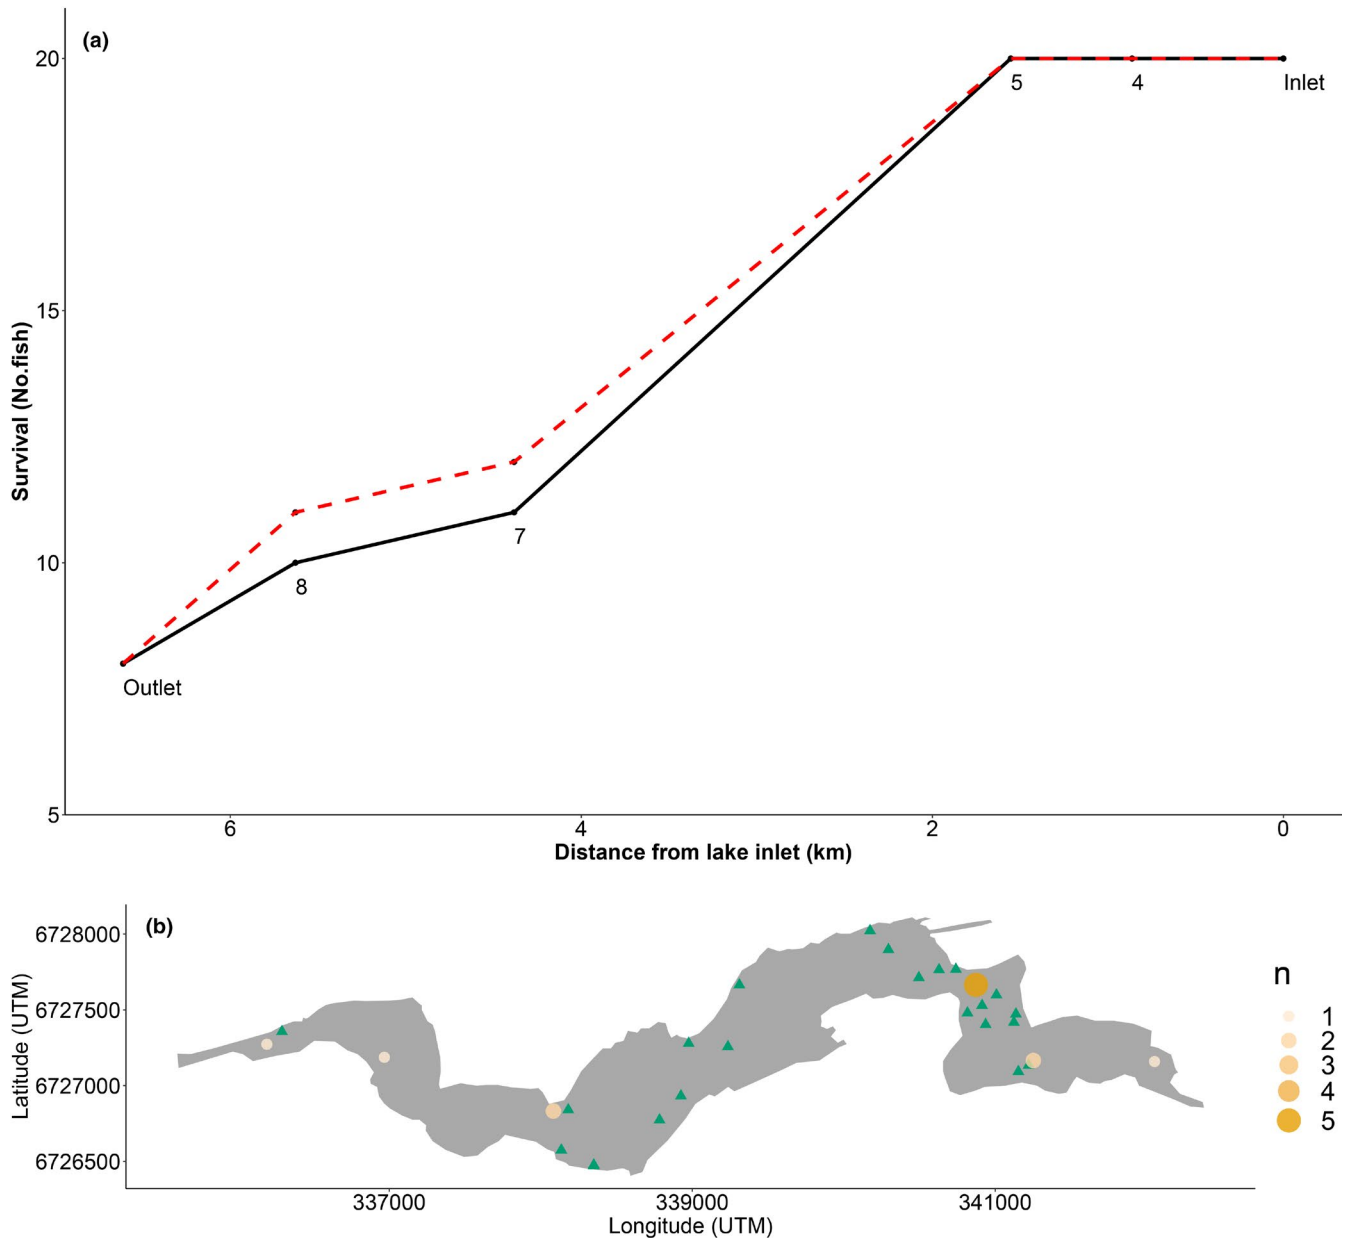 (a)
20
15
10
5
5
4
Inlet
7
8
Outlet
6
4
2
0
Survival (No.fish)
Distance from lake inlet (km)
(b)
6728000
6727500
6727000
6726500
337000
339000
341000
Latitude (UTM)
Longitude (UTM)
n
1
2
3
4
5